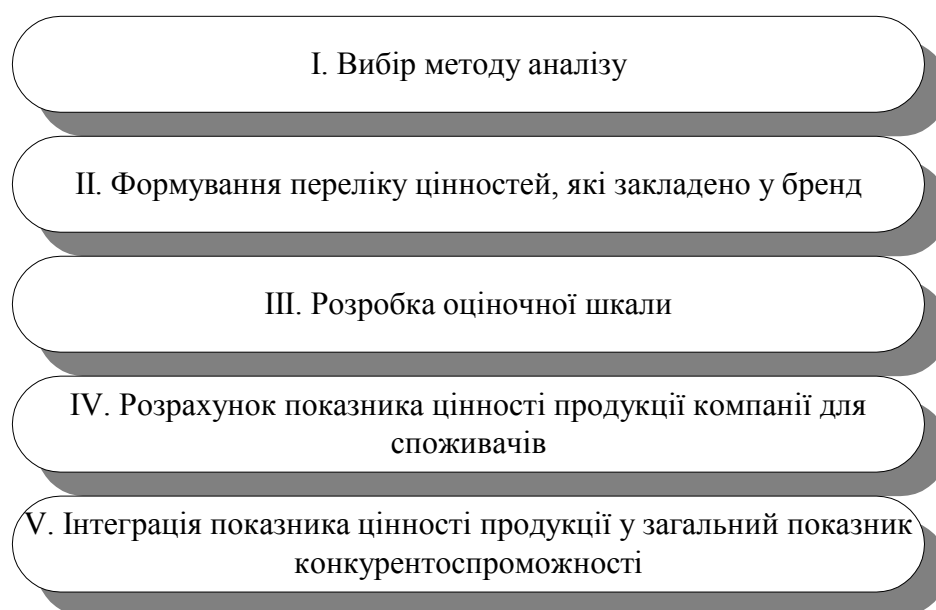 I. Вибір методу аналізу
II. Формування переліку цінностей, які закладено у бренд
III. Розробка оціночної шкали
IV. Розрахунок показника цінності продукції компанії для
споживачів
V. Інтеграція показника цінності продукції у загальний показник
конкурентоспроможності